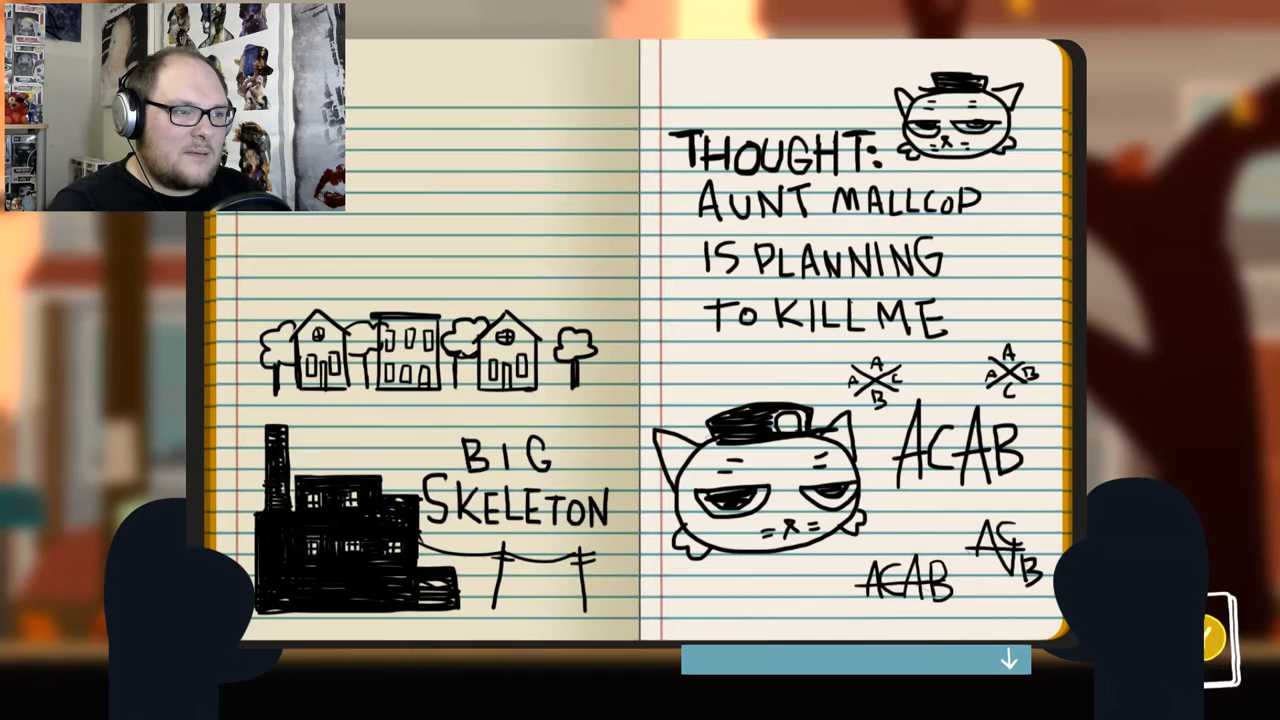 BIG
SKELETON
THOUGHT:
AUNT MALLCOP
IS PLANNING
TO KILL ME
A
A C
B
A
A B
C
ACAB
ACAB
ACAB